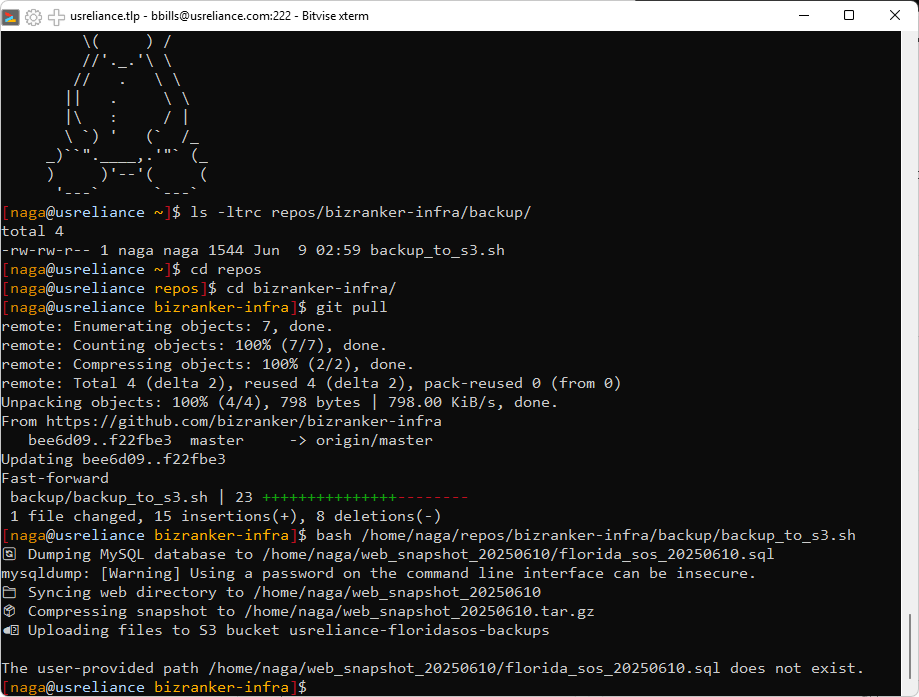 usreliance.tlp - bbills@usreliance.com:222 - Bitvise xterm
[naga@usreliance ~]$ ls -ltrc repos/bizranker-infra/backup/
total 4
-rw-rw-r-- 1 naga naga 1544 Jun  9 02:59 backup_to_s3.sh
[naga@usreliance ~]$ cd repos
[naga@usreliance repos]$ cd bizranker-infra/
[naga@usreliance bizranker-infra]$ git pull
remote: Enumerating objects: 7, done.
remote: Counting objects: 100% (7/7), done.
remote: Compressing objects: 100% (2/2), done.
remote: Total 4 (delta 2), reused 4 (delta 2), pack-reused 0 (from 0)
Unpacking objects: 100% (4/4), 798 bytes | 798.00 KiB/s, done.
From https://github.com/bizranker/bizranker-infra
   bee6d09..f22fbe3  master     -> origin/master
Updating bee6d09..f22fbe3
Fast-forward
 backup/backup_to_s3.sh | 23 +++++++++++++++--------
 1 file changed, 15 insertions(+), 8 deletions(-)
[naga@usreliance bizranker-infra]$ bash /home/naga/repos/bizranker-infra/backup/backup_to_s3.sh
Dumping MySQL database to /home/naga/web_snapshot_20250610/florida_sos_20250610.sql
mysqldump: [Warning] Using a password on the command line interface can be insecure.
Syncing web directory to /home/naga/web_snapshot_20250610
Compressing snapshot to /home/naga/web_snapshot_20250610.tar.gz
Uploading files to S3 bucket usreliance-floridasos-backups
The user-provided path /home/naga/web_snapshot_20250610/florida_sos_20250610.sql does not exist.
[naga@usreliance bizranker-infra]$